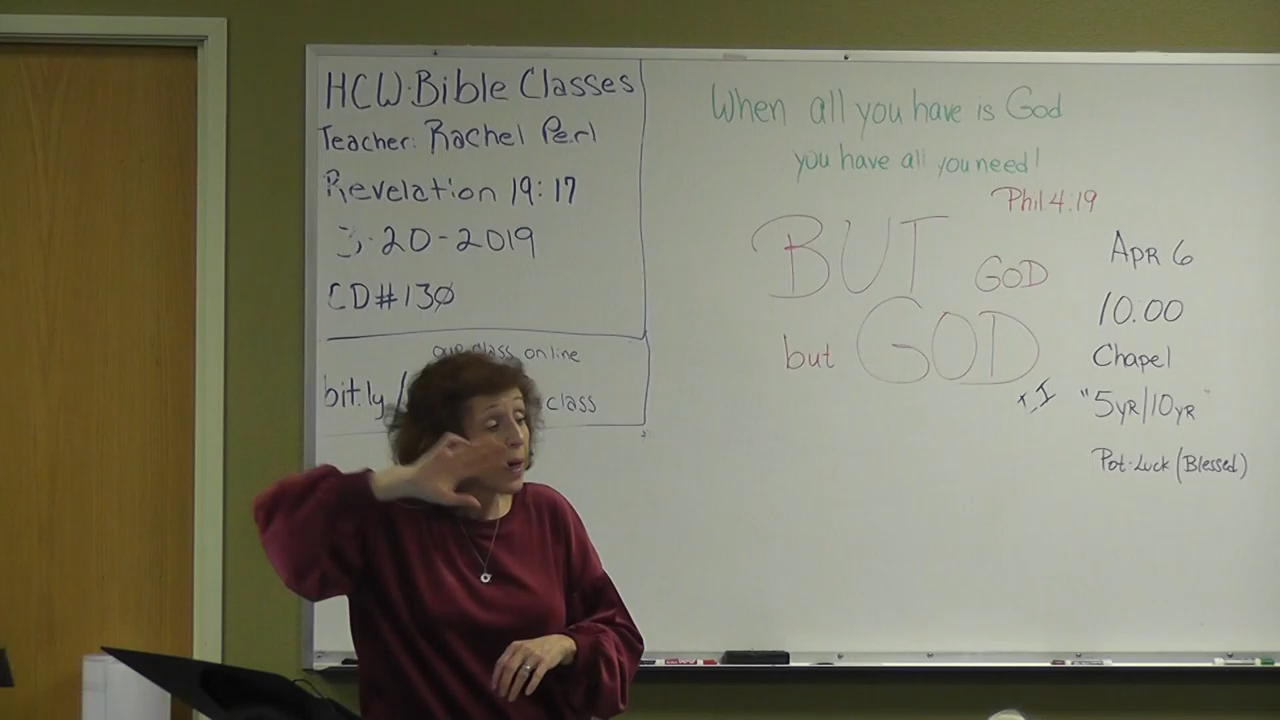 HCW Bible Classes
Teacher: Rachel Perl
Revelation 19:17
3-20-2019
CD#130
our class online
bit.ly/ class
When all you have is God
you have all you need!
Phil 4:19
BUT GOD
but GOD
Apr 6
10:00
Chapel
"5yr/10yr"
Pot-Luck (Blessed)